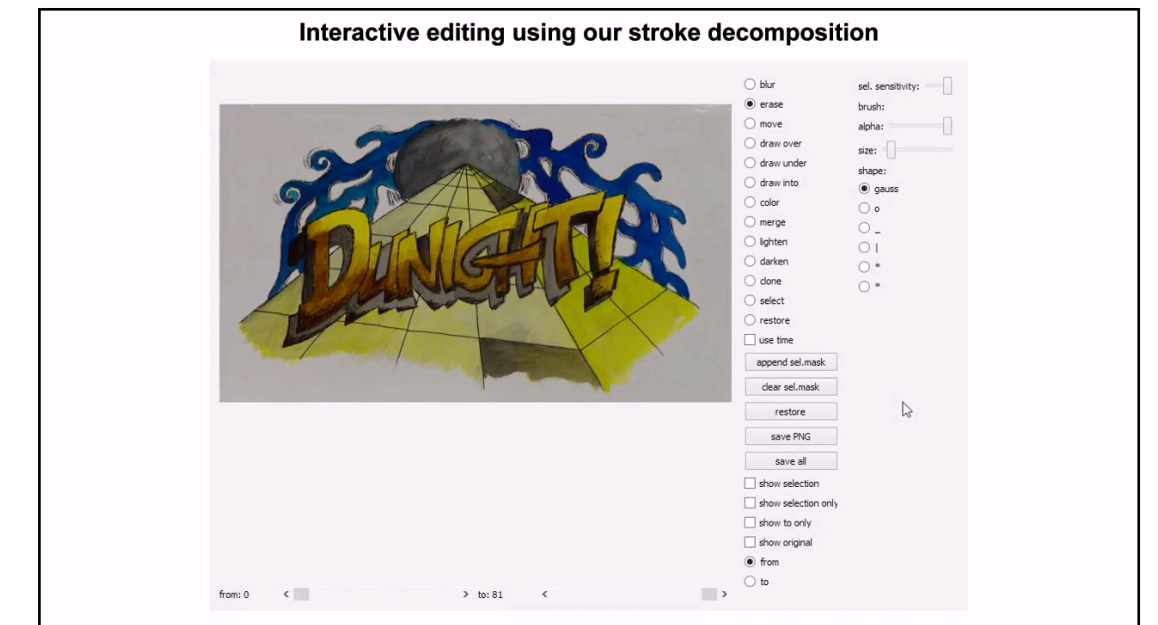 Interactive editing using our stroke decomposition
DUNIGHT!
blur
erase
move
draw over
draw under
draw into
color
merge
lighten
darken
clone
select
restore
use time
append sel.mask
clear sel.mask
restore
save PNG
save all
show selection
show selection only
show to only
show original
from
to
sel. sensitivity:
brush:
alpha:
size:
shape:
gauss
o
_
|
*
*
from: 0 < > to: 81 < >